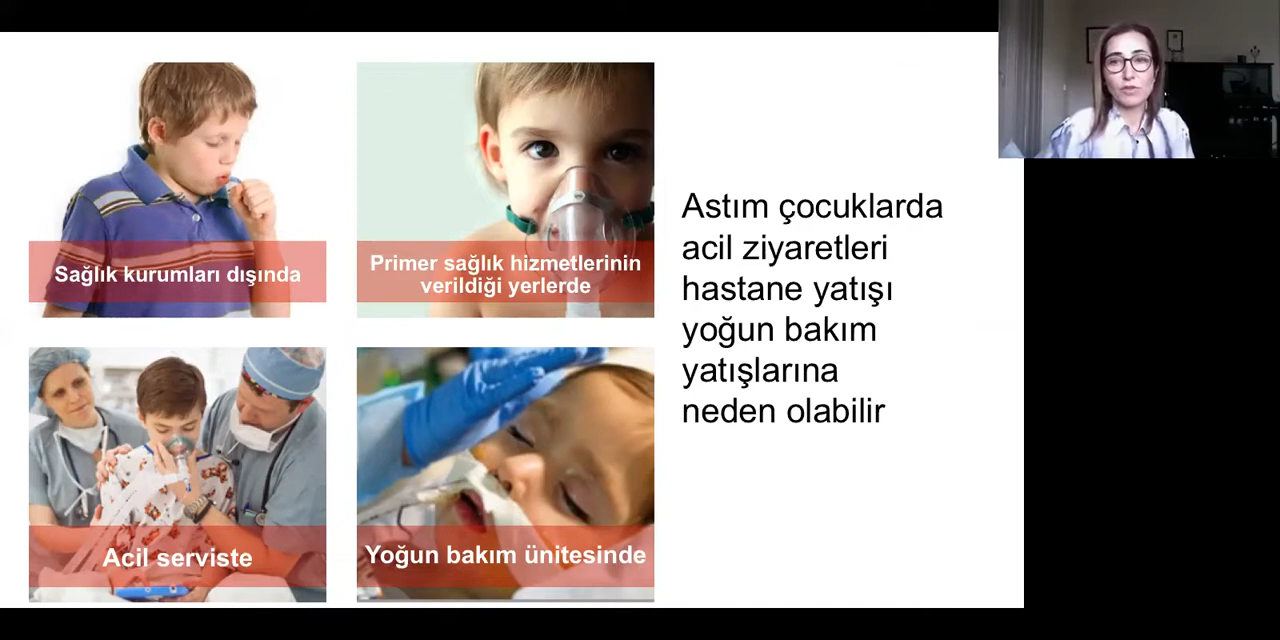 Sağlık kurumları dışında
Primer sağlık hizmetlerinin
verildiği yerlerde
Acil serviste
Yoğun bakım ünitesinde
Astım çocuklarda
acil ziyaretleri
hastane yatışı
yoğun bakım
yatışlarına
neden olabilir